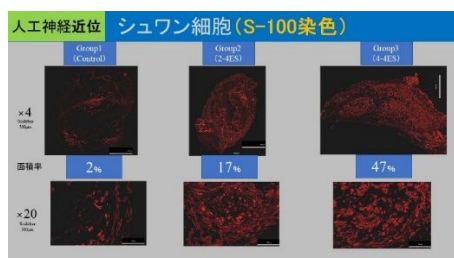 人工神経近位
シュワン細胞(S-100染色)
Group1
(Control)
Group2
(2-4ES)
Group3
(4-4ES)
×4
面積率
2%
17%
47%
×20